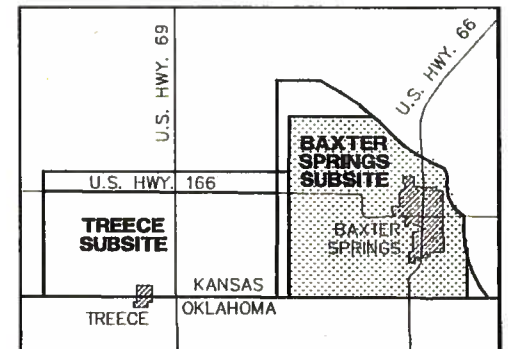 U.S. HWY. 69
U.S. HWY. 66
BAXTER
SPRINGS
SUBSITE
U.S. HWY. 166
TREECE
SUBSITE
BAXTER
SPRINGS
KANSAS
OKLAHOMA
TREECE